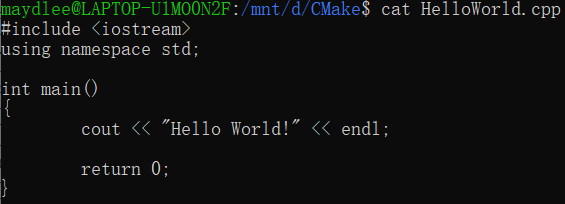 maydlee@LAPTOP-U1MOON2F:/mnt/d/CMake$ cat HelloWorld.cpp
#include <iostream>
using namespace std;
int main()
{
cout << "Hello World!" << endl;
return 0;
}